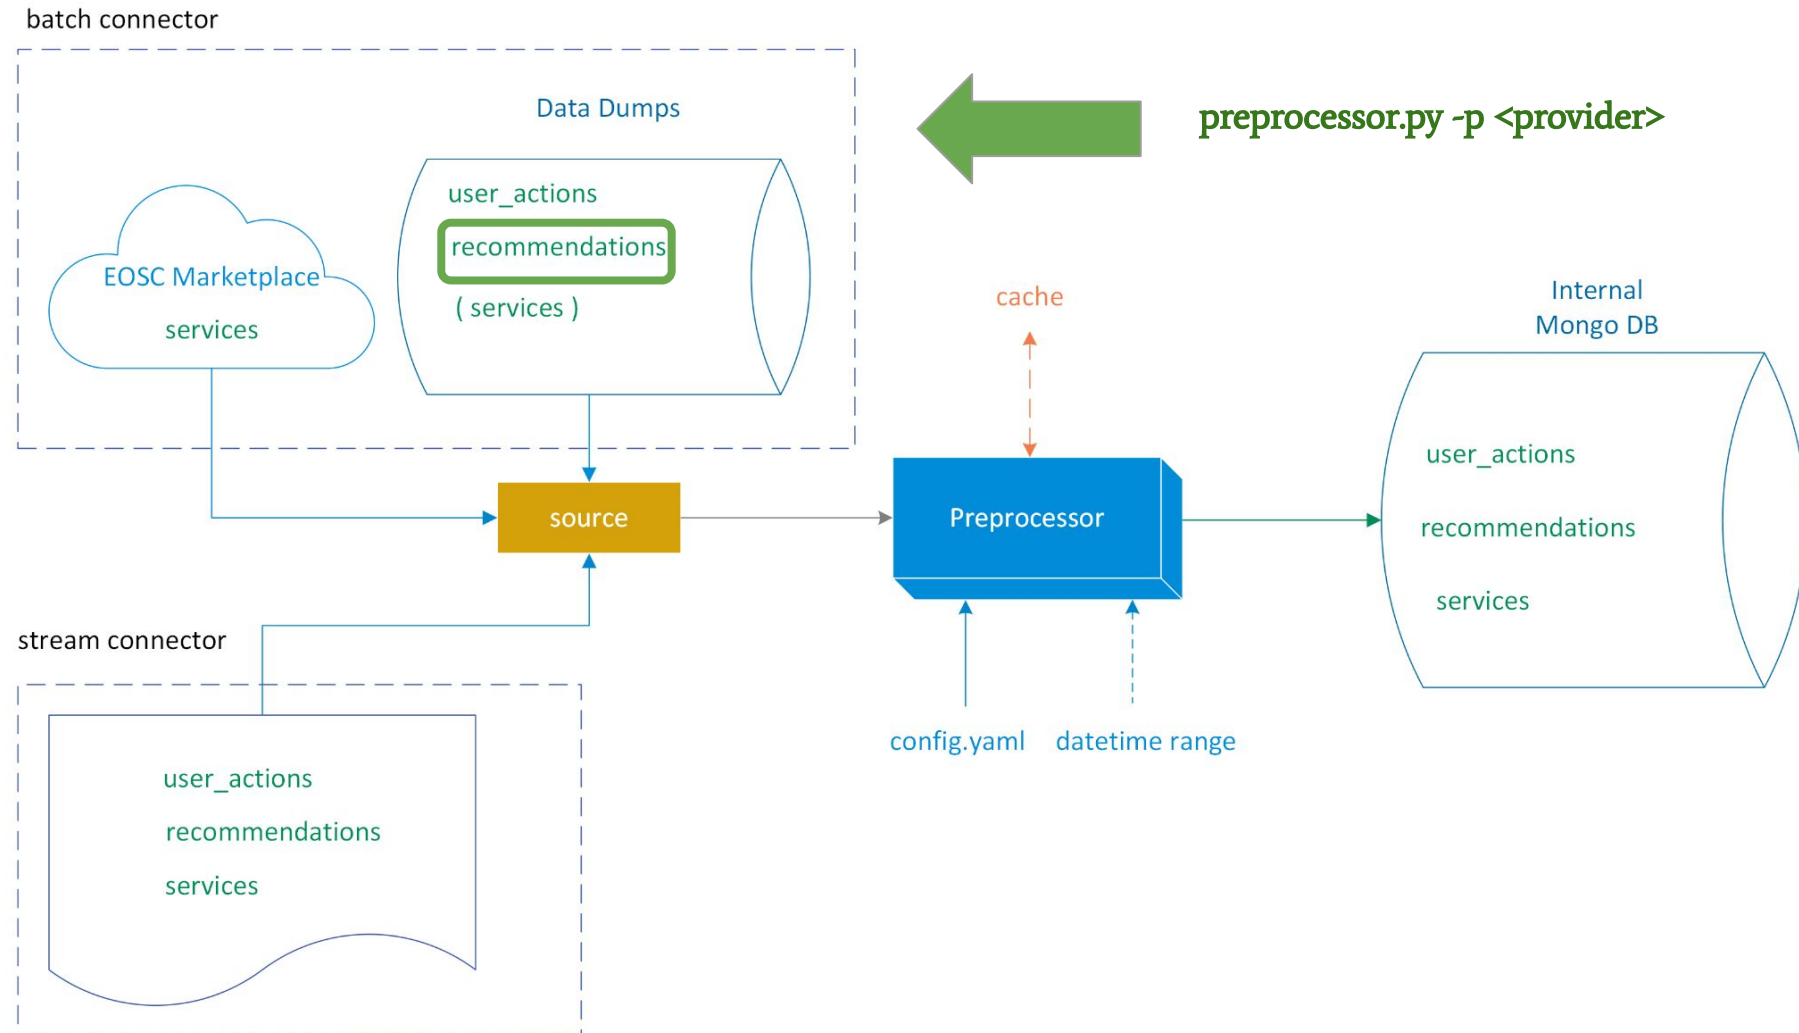 batch connector
Data Dumps
preprocessor.py -p <provider>
user_actions
recommendations
( services )
EOSC Marketplace
services
cache
Internal
Mongo DB
source
Preprocessor
user_actions
recommendations
services
stream connector
config.yaml
datetime range
user_actions
recommendations
services